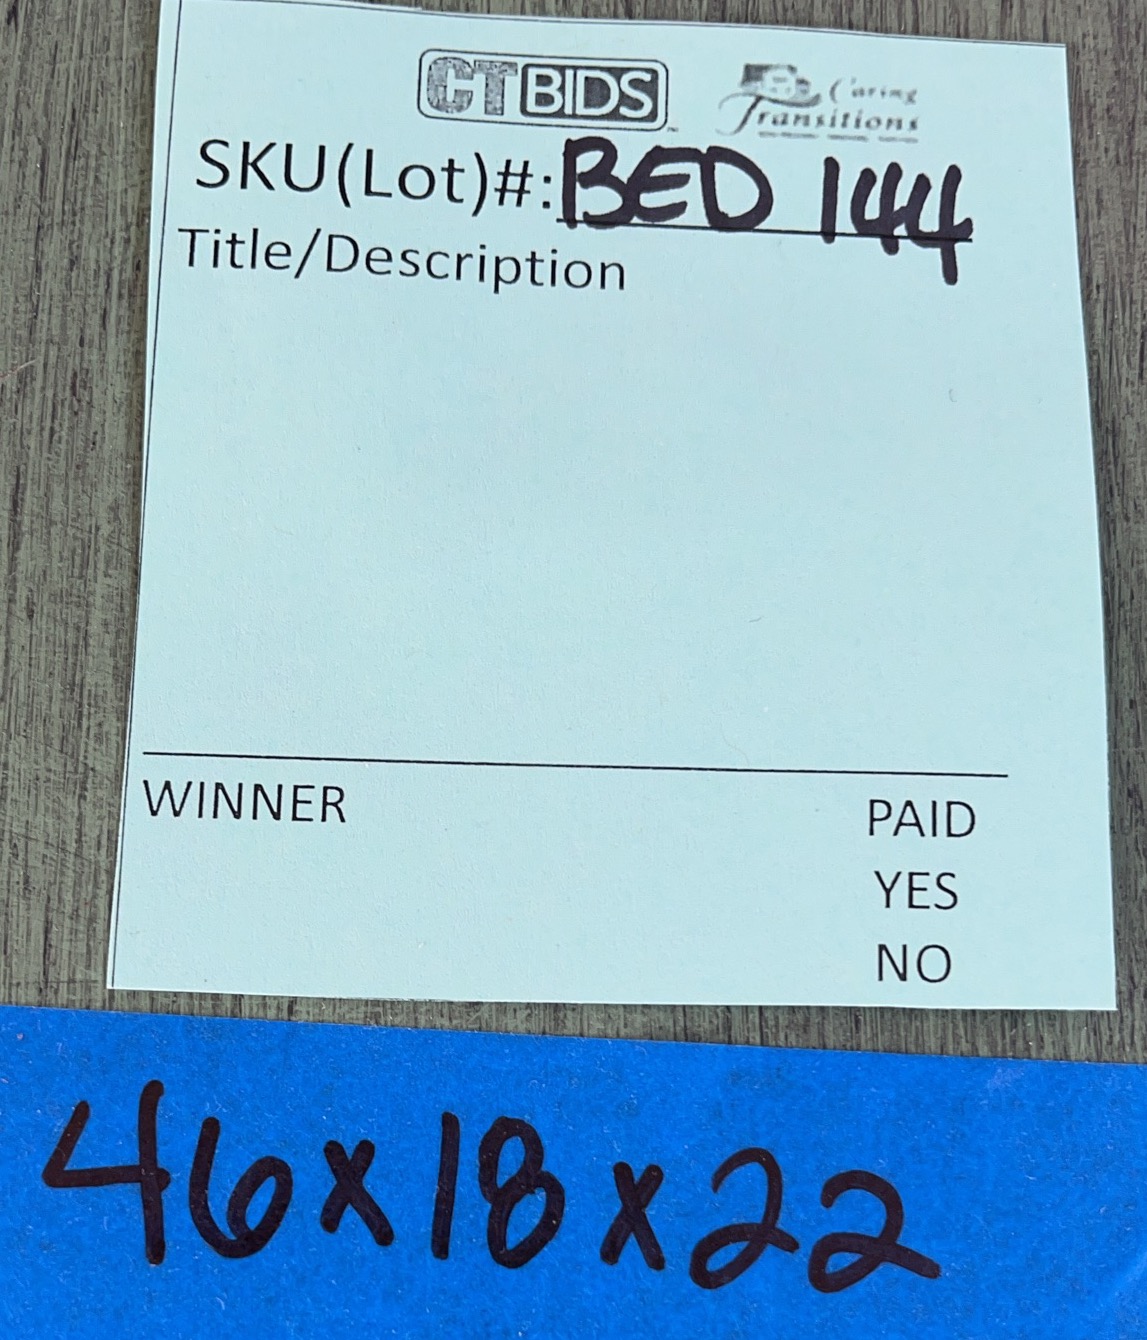 CTBIDS Caring
Transitions
SKU(Lot)#: BED 144
Title/Description
WINNER PAID
YES
NO
46x18x22